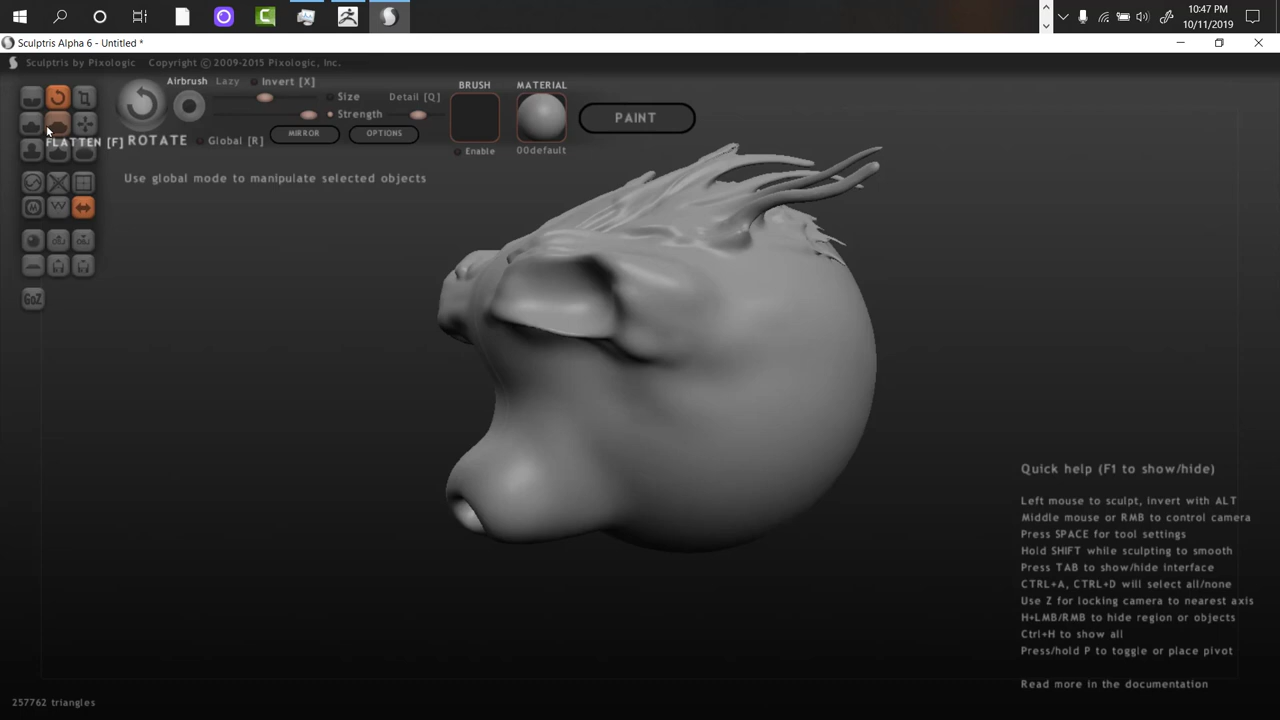 10:47 PM
10/11/2019
Sculptris Alpha 6 - Untitled *
Sculptris by Pixologic Copyright © 2009-2015 Pixologic, Inc.
Airbrush Lazy Invert [X]
Size Detail [Q]
Strength
FLATTEN [F] ROTATE Global [R] MIRROR OPTIONS
BRUSH
Enable
MATERIAL
00default
PAINT
Use global mode to manipulate selected objects
GoZ
Quick help (F1 to show/hide)
Left mouse to sculpt, invert with ALT
Middle mouse or RMB to control camera
Press SPACE for tool settings
Hold SHIFT while sculpting to smooth
Press TAB to show/hide interface
CTRL+A, CTRL+D will select all/none
Use Z for locking camera to nearest axis
H+LMB/RMB to hide region or objects
Ctrl+H to show all
Press/hold P to toggle or place pivot
Read more in the documentation
257762 triangles